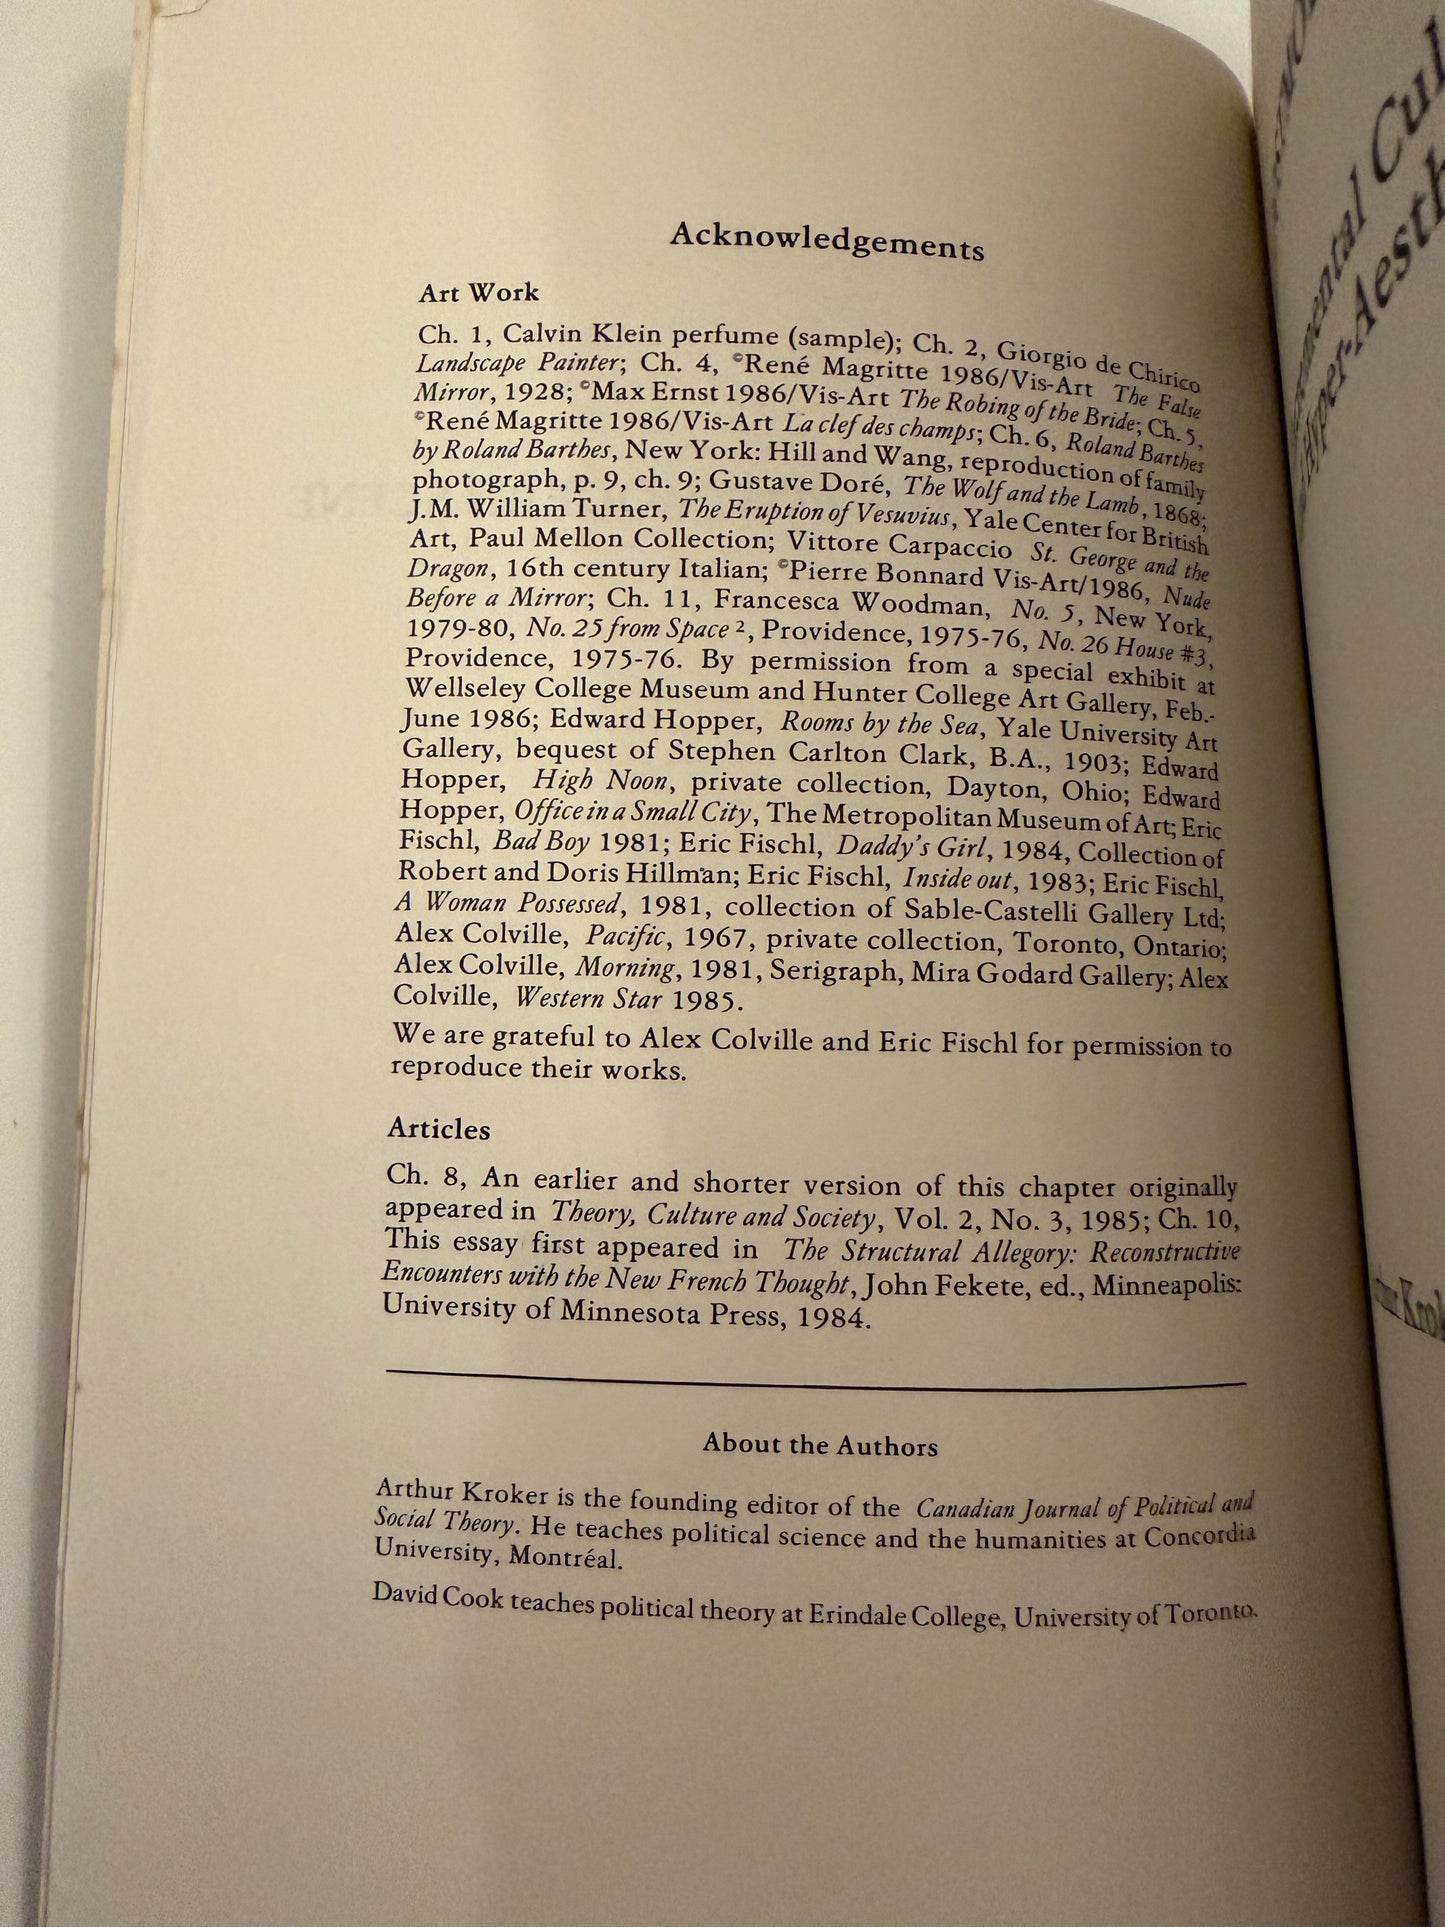 Acknowledgements
Art Work
Ch. 1, Calvin Klein perfume (sample); Ch. 2, Giorgio de Chirico
Landscape Painter; Ch. 4, ©René Magritte 1986/Vis-Art The False
Mirror, 1928; ©Max Ernst 1986/Vis-Art The Robing of the Bride; Ch. 5,
©René Magritte 1986/Vis-Art La clef des champs; Ch. 6, Roland Barthes
by Roland Barthes, New York: Hill and Wang, reproduction of family
photograph, p. 9, ch. 9; Gustave Doré, The Wolf and the Lamb, 1868;
J.M. William Turner, The Eruption of Vesuvius, Yale Center for British
Art, Paul Mellon Collection; Vittore Carpaccio St. George and the
Dragon, 16th century Italian; ©Pierre Bonnard Vis-Art/1986, Nude
Before a Mirror; Ch. 11, Francesca Woodman, No. 5, New York,
1979-80, No. 25 from Space ², Providence, 1975-76, No. 26 House #3,
Providence, 1975-76. By permission from a special exhibit at
Wellseley College Museum and Hunter College Art Gallery, Feb.-
June 1986; Edward Hopper, Rooms by the Sea, Yale University Art
Gallery, bequest of Stephen Carlton Clark, B.A., 1903; Edward
Hopper, High Noon, private collection, Dayton, Ohio; Edward
Hopper, Office in a Small City, The Metropolitan Museum of Art; Eric
Fischl, Bad Boy 1981; Eric Fischl, Daddy's Girl, 1984, Collection of
Robert and Doris Hillman; Eric Fischl, Inside out, 1983; Eric Fischl,
A Woman Possessed, 1981, collection of Sable-Castelli Gallery Ltd;
Alex Colville, Pacific, 1967, private collection, Toronto, Ontario;
Alex Colville, Morning, 1981, Serigraph, Mira Godard Gallery; Alex
Colville, Western Star 1985.
We are grateful to Alex Colville and Eric Fischl for permission to
reproduce their works.
Articles
Ch. 8, An earlier and shorter version of this chapter originally
appeared in Theory, Culture and Society, Vol. 2, No. 3, 1985; Ch. 10,
This essay first appeared in The Structural Allegory: Reconstructive
Encounters with the New French Thought, John Fekete, ed., Minneapolis:
University of Minnesota Press, 1984.
About the Authors
Arthur Kroker is the founding editor of the Canadian Journal of Political and
Social Theory. He teaches political science and the humanities at Concordia
University, Montréal.
David Cook teaches political theory at Erindale College, University of Toronto.